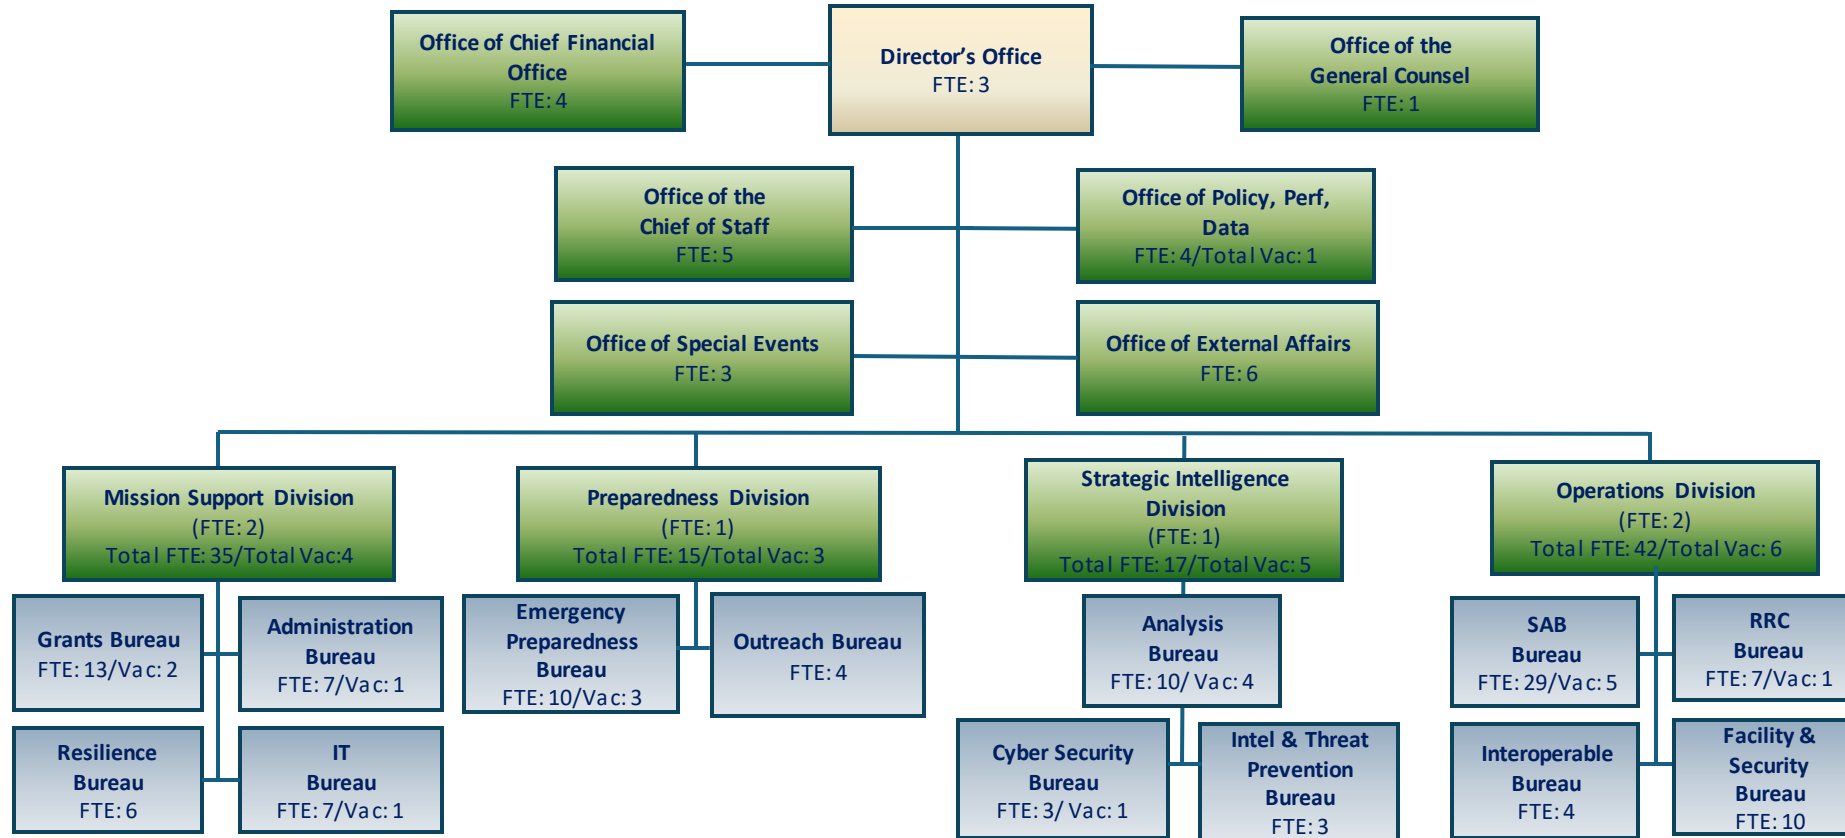 Office of Chief Financial
Office
FTE: 4
Director's Office
FTE: 3
Office of the
General Counsel
FTE: 1
Office of the
Chief of Staff
FTE: 5
Office of Policy, Perf,
Data
FTE: 4/Total Vac: 1
Office of Special Events
FTE: 3
Office of External Affairs
FTE: 6
Mission Support Division
(FTE: 2)
Total FTE: 35/Total Vac:4
Preparedness Division
(FTE: 1)
Total FTE: 15/Total Vac: 3
Strategic Intelligence
Division
(FTE: 1)
Total FTE: 17/Total Vac: 5
Operations Division
(FTE: 2)
Total FTE: 42/Total Vac: 6
Grants Bureau
FTE: 13/Vac: 2
Administration
Bureau
FTE: 7/Vac: 1
Emergency
Preparedness
Bureau
FTE: 10/Vac: 3
Outreach Bureau
FTE: 4
Analysis
Bureau
FTE: 10/ Vac: 4
SAB
Bureau
FTE: 29/Vac: 5
RRC
Bureau
FTE: 7/Vac: 1
Resilience
Bureau
FTE: 6
IT
Bureau
FTE: 7/Vac: 1
Cyber Security
Bureau
FTE: 3/ Vac: 1
Intel & Threat
Prevention
Bureau
FTE: 3
Interoperable
Bureau
FTE: 4
Facility &
Security
Bureau
FTE: 10